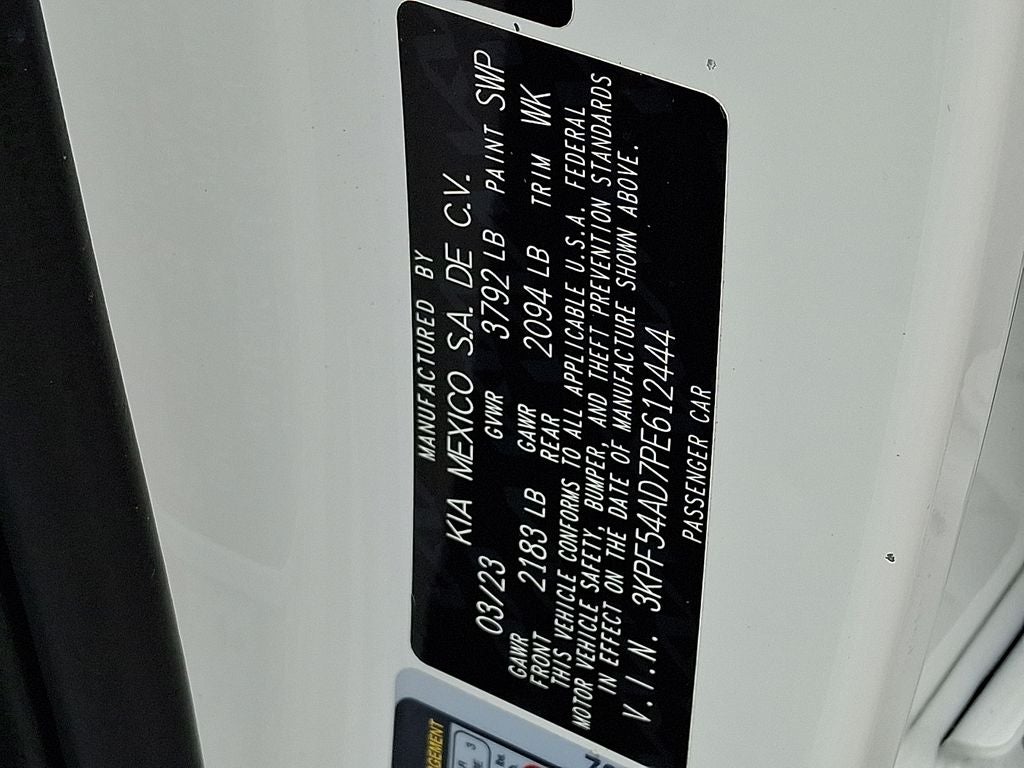 MANUFACTURED BY
KIA MEXICO S.A. DE C.V.
03/23 GVWR 3792 LB PAINT SWP
GAWR FRONT 2183 LB GAWR REAR 2094 LB TRIM WK
THIS VEHICLE CONFORMS TO ALL APPLICABLE U.S.A. FEDERAL
MOTOR VEHICLE SAFETY, BUMPER, AND THEFT PREVENTION STANDARDS
IN EFFECT ON THE DATE OF MANUFACTURE SHOWN ABOVE.
V.I.N. 3KPF54AD7PE612444
PASSENGER CAR